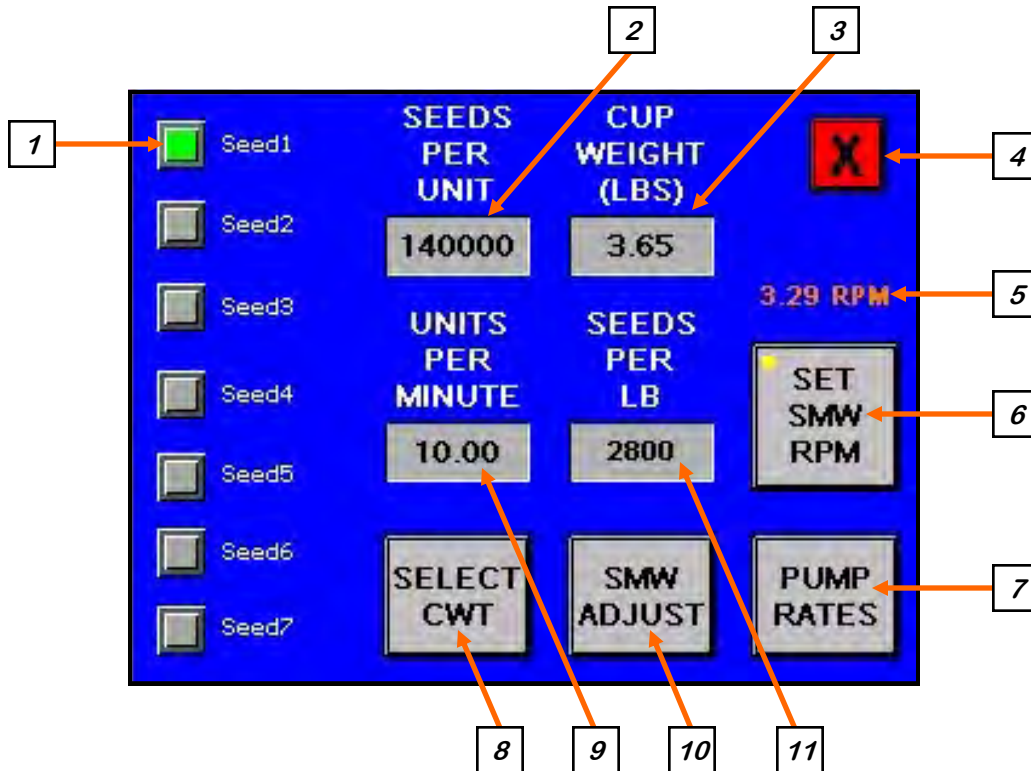 2
3
1
Seed1
SEEDS
PER
UNIT
CUP
WEIGHT
(LBS)
X
4
Seed2
140000
3.65
Seed3
3.29 RPM
5
UNITS
PER
MINUTE
SEEDS
PER
LB
Seed4
SET
SMW
RPM
6
10.00
2800
Seed5
Seed6
SELECT
CWT
SMW
ADJUST
PUMP
RATES
7
Seed7
8
9
10
11